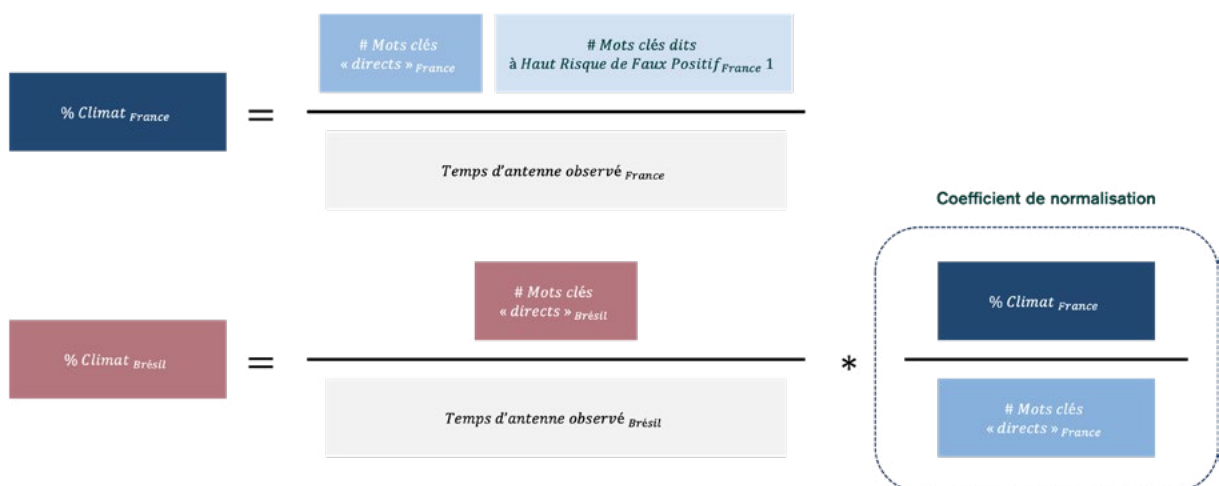 # Mots clés
« directs » France
# Mots clés dits
à Haut Risque de Faux Positif France 1
% Climat France
=
Temps d'antenne observé France
Coefficient de normalisation
# Mots clés
« directs » Brésil
% Climat France
% Climat Brésil
=
*
Temps d'antenne observé Brésil
# Mots clés
« directs » France